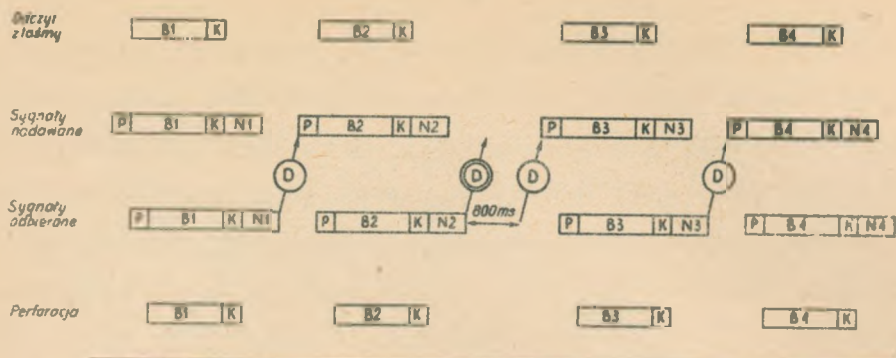 Odczyt
z taśmy
B1 K B2 K B3 K B4 K
Sygnały
nadawane
P B1 K N1 P B2 K N2 P B3 K N3 P B4 K N4
D D D D
800ms
Sygnały
odbierane
P B1 K N1 P B2 K N2 P B3 K N3 P B4 K N4
Perforacja
B1 K B2 K B3 K B4 K